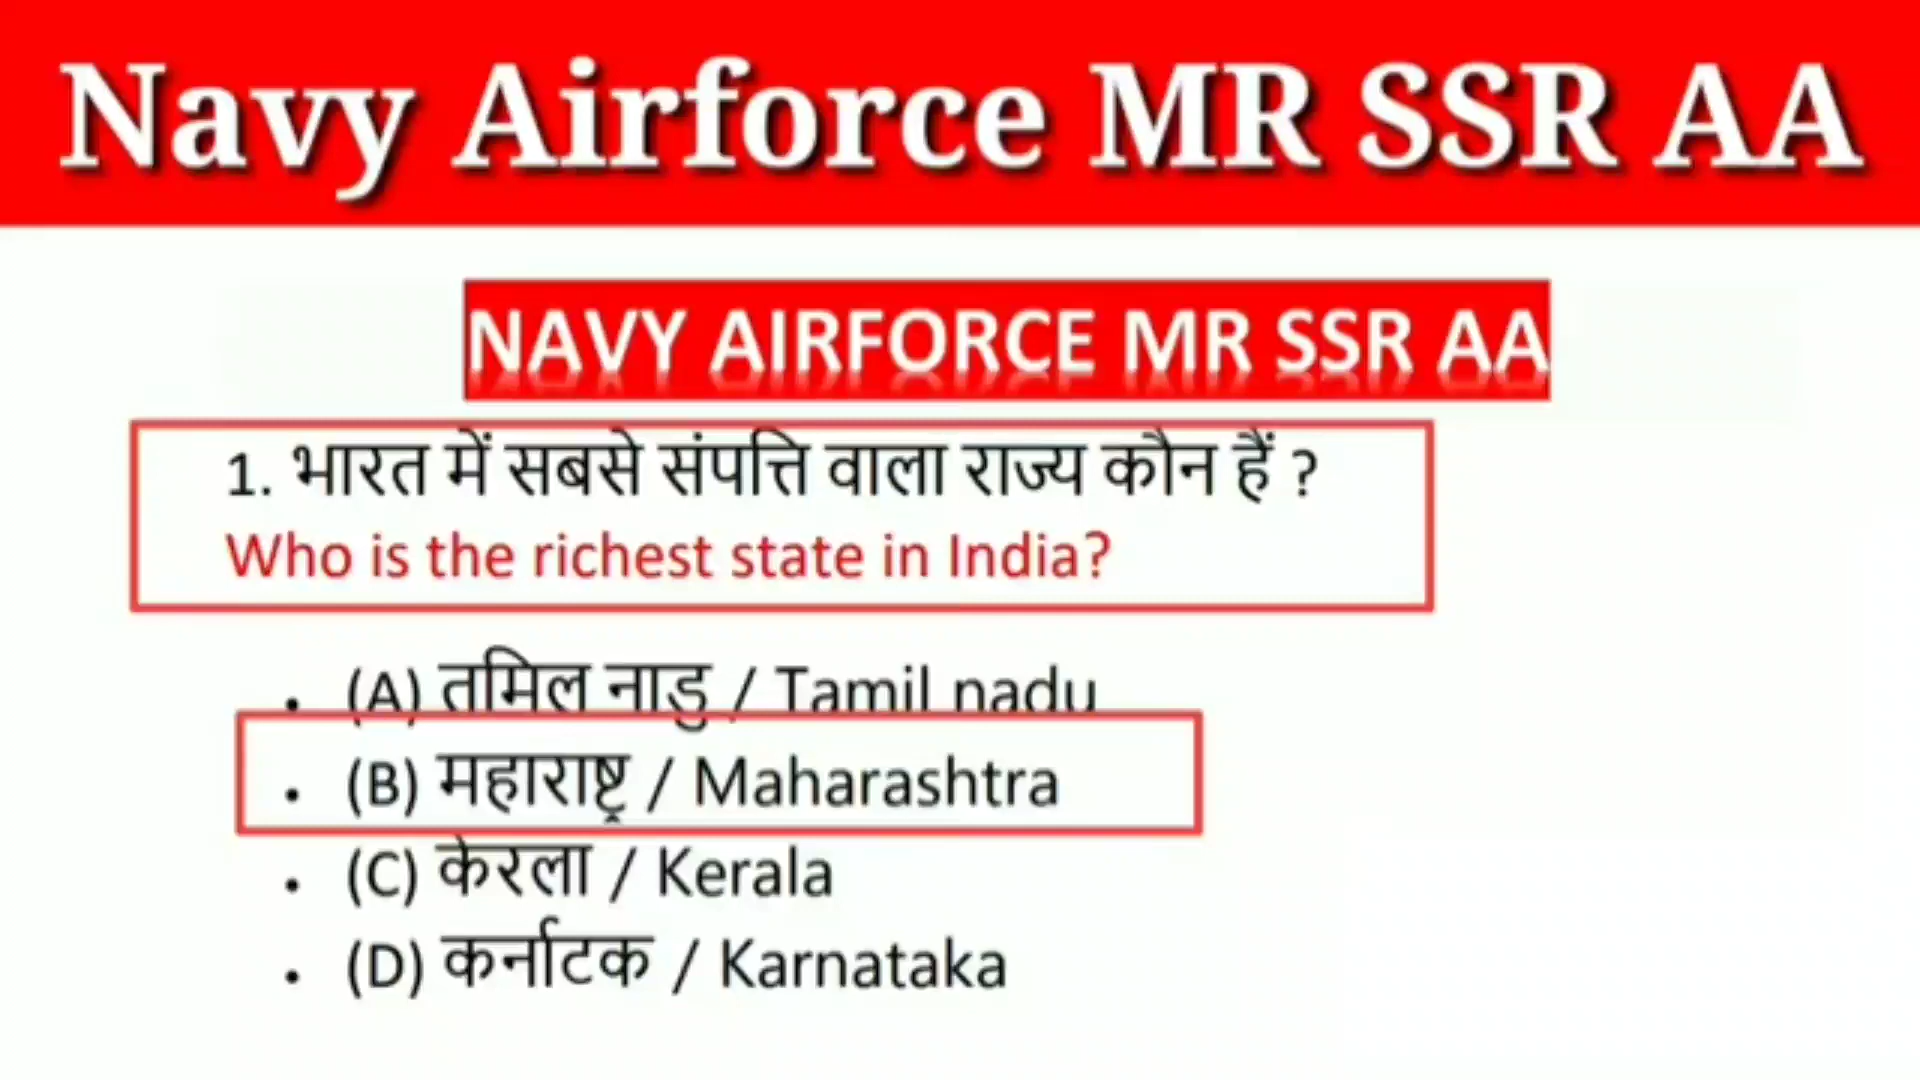 Navy Airforce MR SSR AA
NAVY AIRFORCE MR SSR AA
1. भारत में सबसे संपत्ति वाला राज्य कौन हैं ?
Who is the richest state in India?
• (A) तमिल नाडु / Tamil nadu
• (B) महाराष्ट्र / Maharashtra
• (C) केरला / Kerala
• (D) कर्नाटक / Karnataka